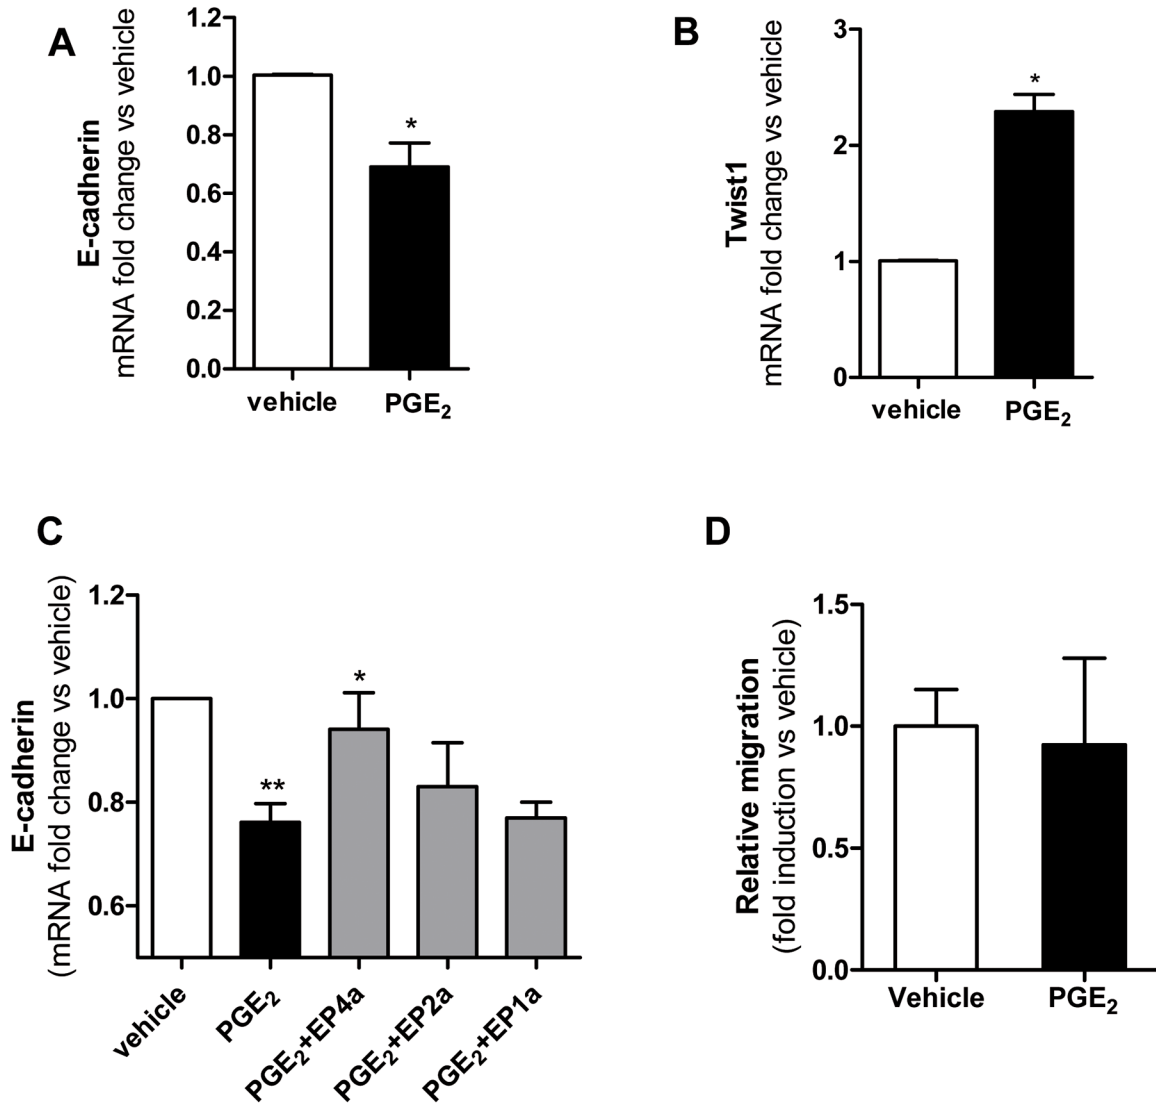 A
E-cadherin
mRNA fold change vs vehicle
1.2
1.0
0.8
0.6
0.4
0.2
0.0
*
vehicle
PGE₂
B
Twist1
mRNA fold change vs vehicle
3
2
1
0
*
vehicle
PGE₂
C
E-cadherin
(mRNA fold change vs vehicle)
1.2
1.0
0.8
0.6
**
*
vehicle
PGE₂
PGE₂+EP4a
PGE₂+EP2a
PGE₂+EP1a
D
Relative migration
(fold induction vs vehicle)
1.5
1.0
0.5
0.0
Vehicle
PGE₂